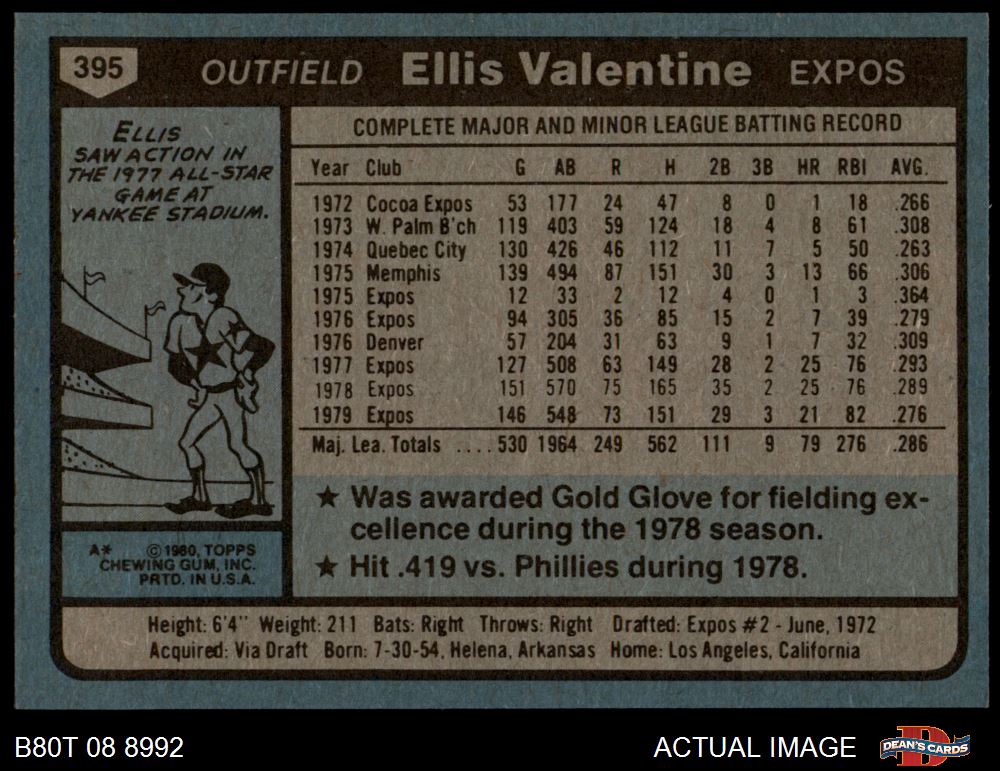 395 OUTFIELD Ellis Valentine EXPOS
ELLIS
SAW ACTION IN
THE 1977 ALL-STAR
GAME AT
YANKEE STADIUM.
COMPLETE MAJOR AND MINOR LEAGUE BATTING RECORD
Year Club G AB R H 2B 3B HR RBI AVG.
1972 Cocoa Expos 53 177 24 47 8 0 1 18 .266
1973 W. Palm B'ch 119 403 59 124 18 4 8 61 .308
1974 Quebec City 130 426 46 112 11 7 5 50 .263
1975 Memphis 139 494 87 151 30 3 13 66 .306
1975 Expos 12 33 2 12 4 0 1 3 .364
1976 Expos 94 305 36 85 15 2 7 39 .279
1976 Denver 57 204 31 63 9 1 7 32 .309
1977 Expos 127 508 63 149 28 2 25 76 .293
1978 Expos 151 570 75 165 35 2 25 76 .289
1979 Expos 146 548 73 151 29 3 21 82 .276
Maj. Lea. Totals .... 530 1964 249 562 111 9 79 276 .286
★ Was awarded Gold Glove for fielding ex-
cellence during the 1978 season.
★ Hit .419 vs. Phillies during 1978.
A* © 1980, TOPPS
CHEWING GUM, INC.
PRTD. IN U.S.A.
Height: 6'4" Weight: 211 Bats: Right Throws: Right Drafted: Expos #2 - June, 1972
Acquired: Via Draft Born: 7-30-54, Helena, Arkansas Home: Los Angeles, California
B80T 08 8992 ACTUAL IMAGE DEAN'S CARDS